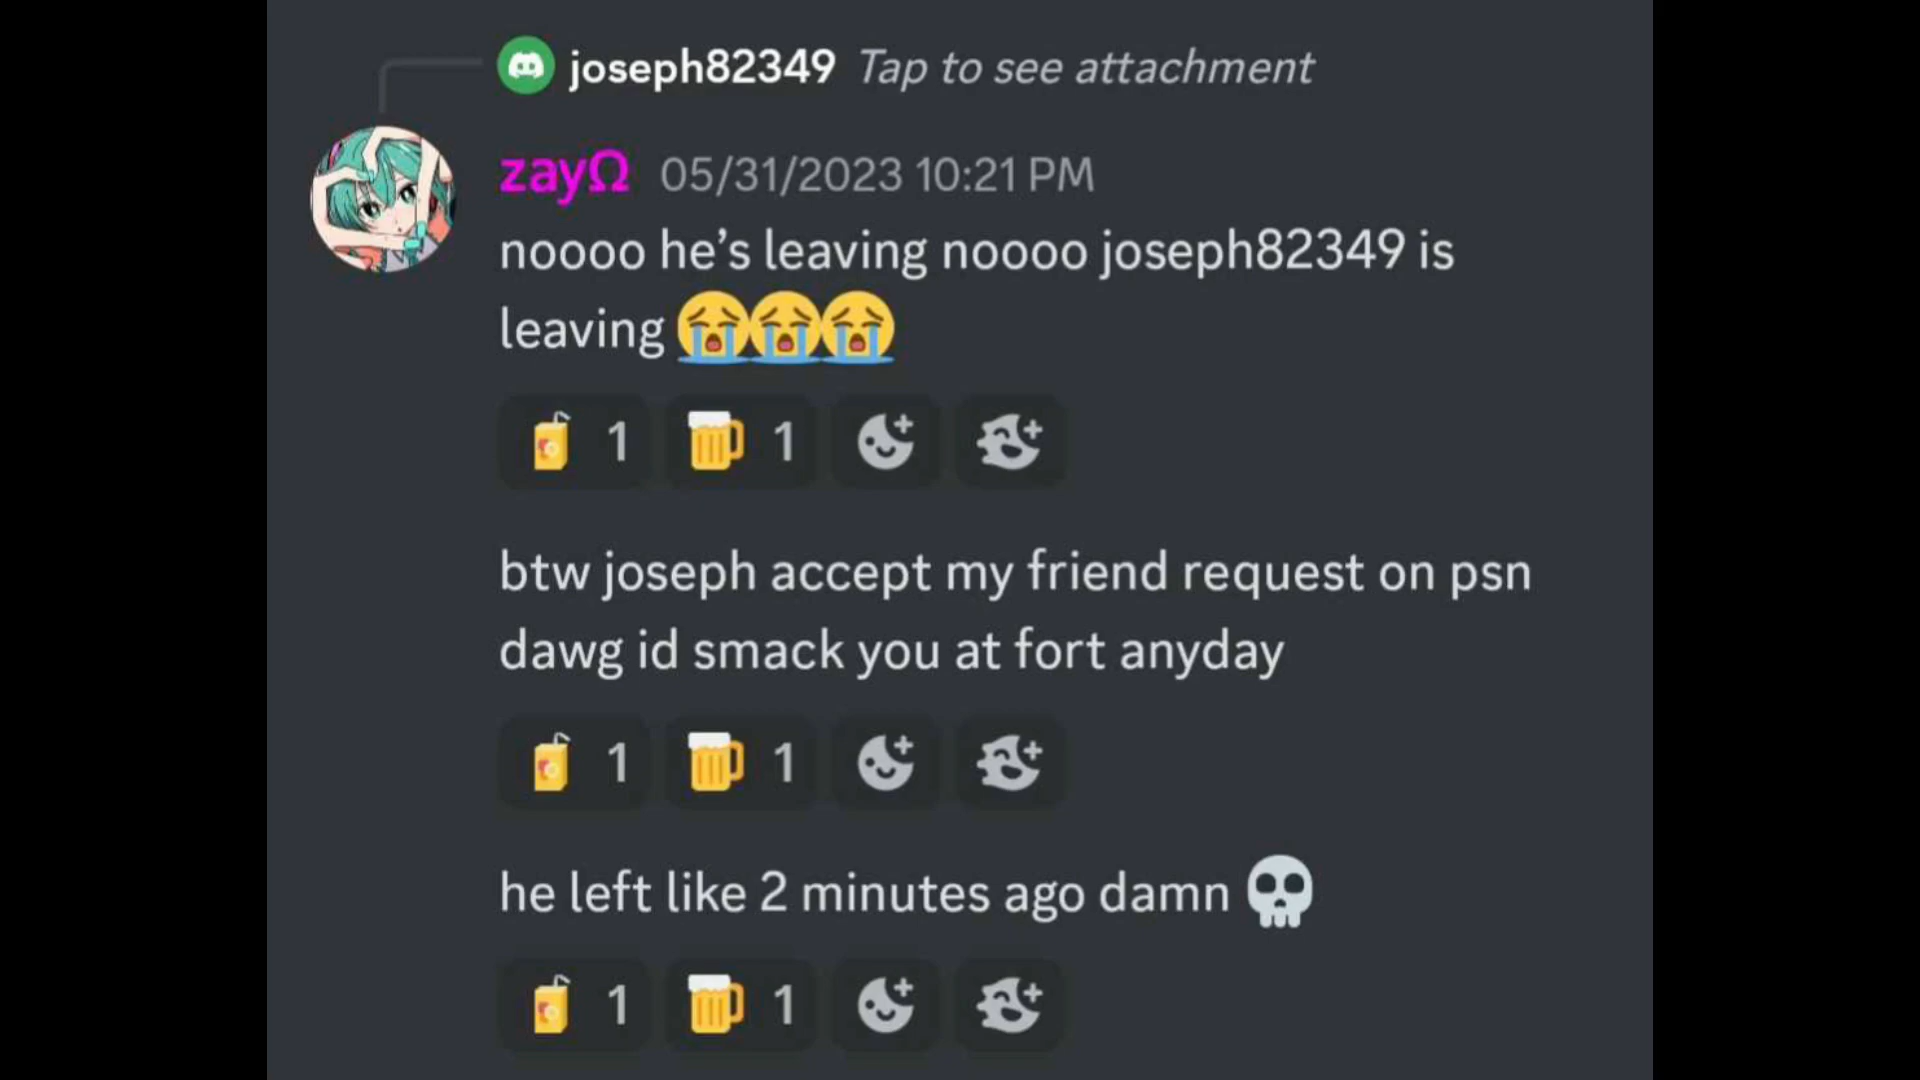 joseph82349 Tap to see attachment
zayΩ 05/31/2023 10:21 PM
noooo he’s leaving noooo joseph82349 is
leaving 😭😭😭
1 1
btw joseph accept my friend request on psn
dawg id smack you at fort anyday
1 1
he left like 2 minutes ago damn 💀
1 1